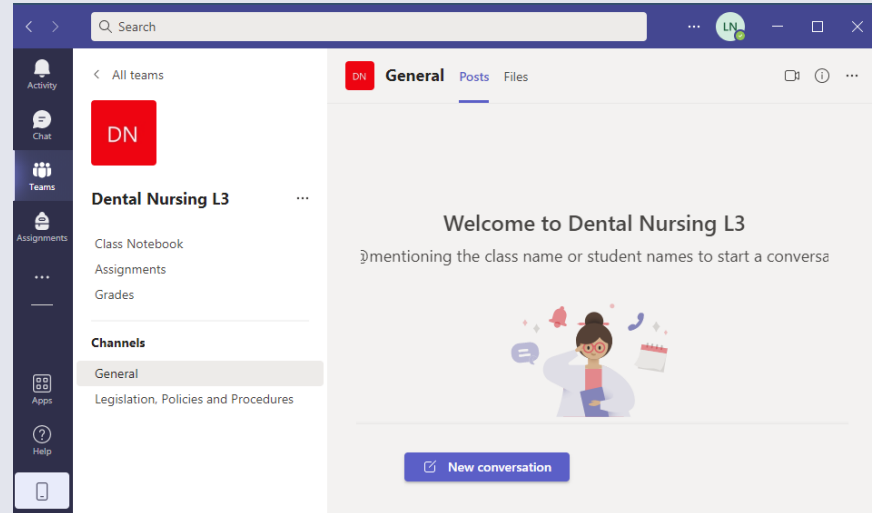 Search
LN
Activity
Chat
Teams
Assignments
Apps
Help
All teams
DN
Dental Nursing L3
Class Notebook
Assignments
Grades
Channels
General
Legislation, Policies and Procedures
DN General Posts Files
Welcome to Dental Nursing L3
@mentioning the class name or student names to start a conversa
New conversation